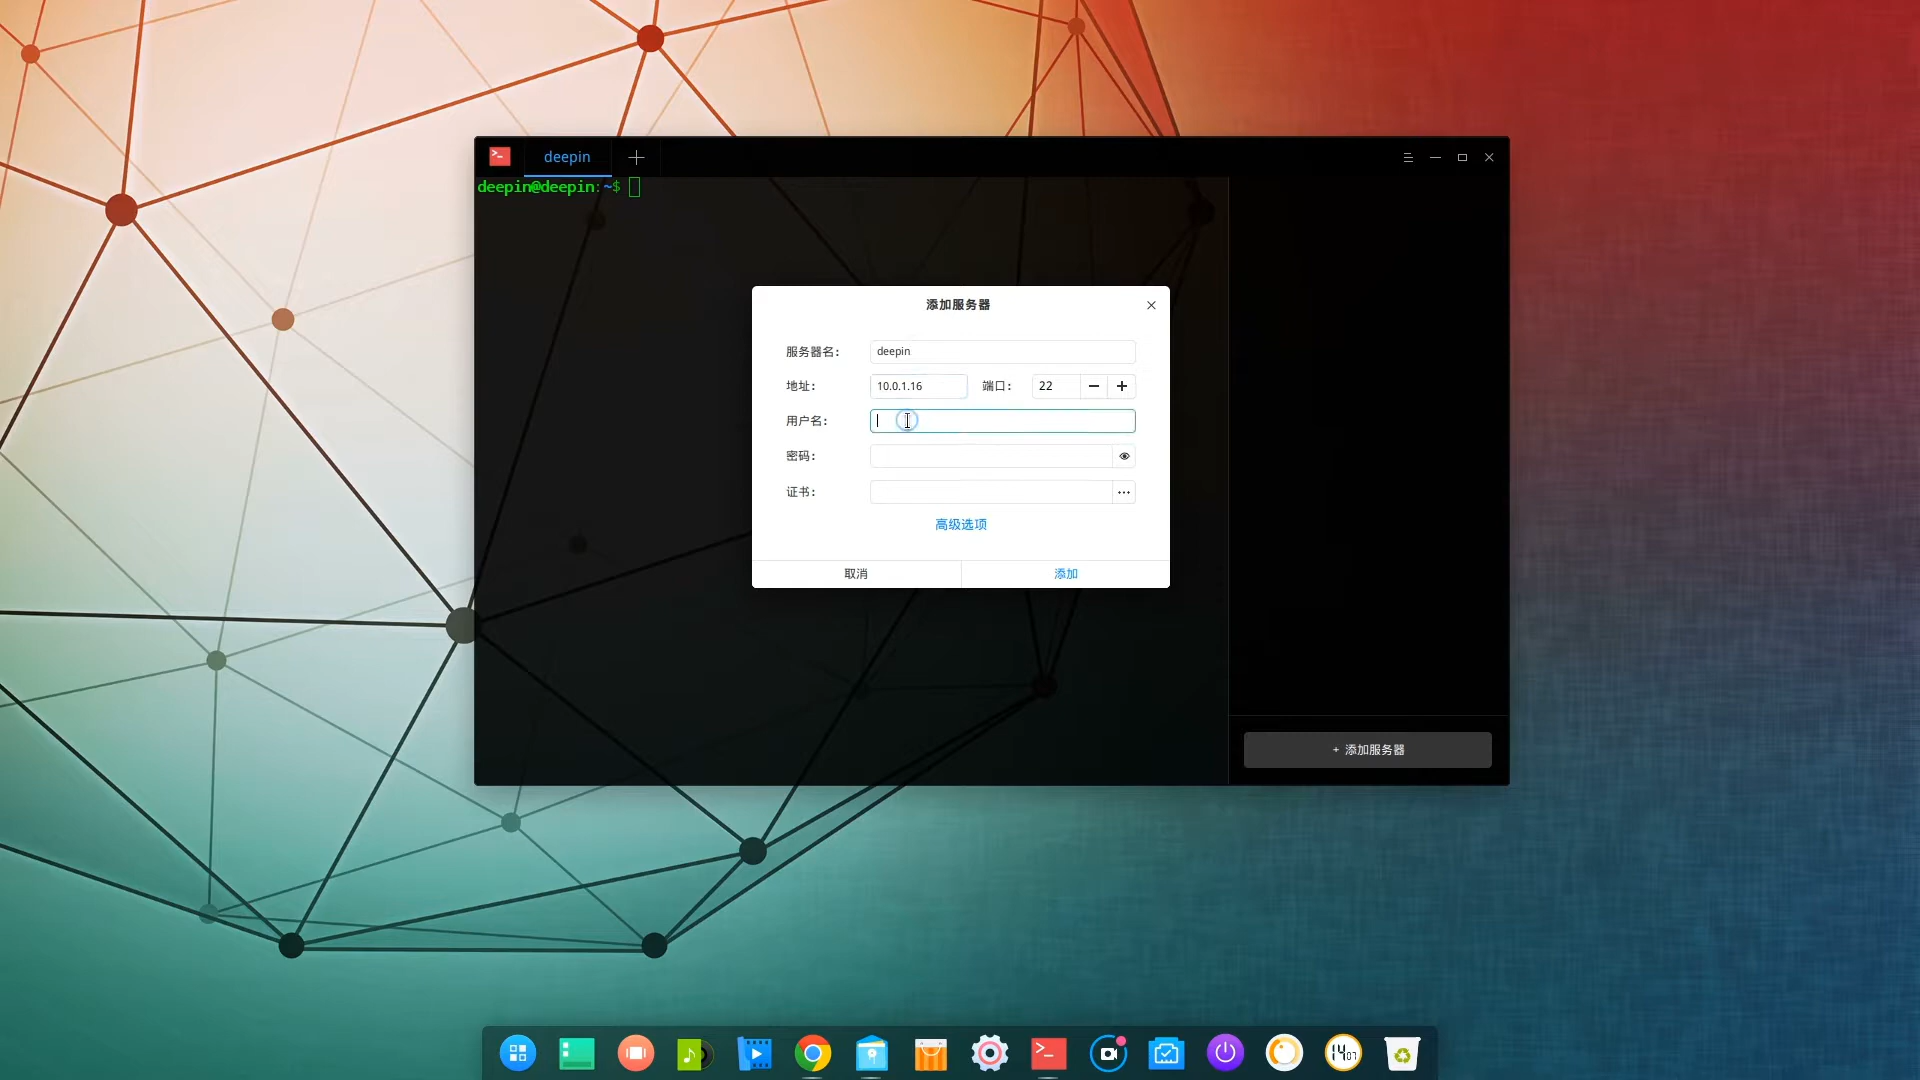 deepin
deepin@deepin:~$
添加服务器
服务器名: deepin
地址: 10.0.1.16 端口: 22
用户名:
密码:
证书:
高级选项
取消 添加
+ 添加服务器
14 07